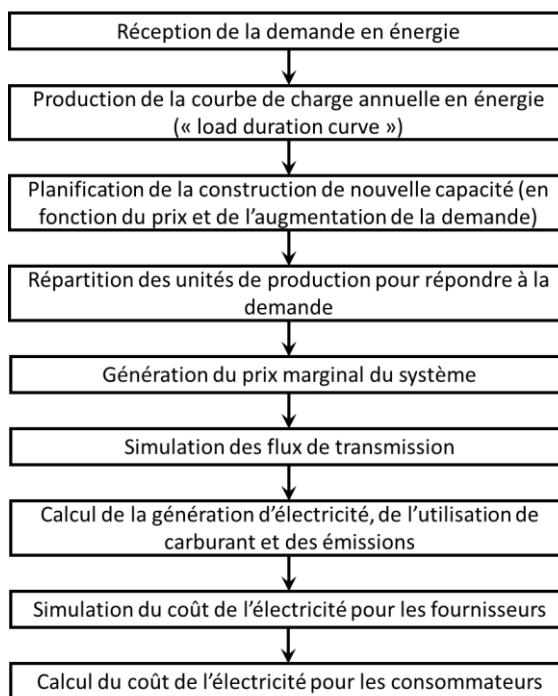 Réception de la demande en énergie
Production de la courbe de charge annuelle en énergie
(« load duration curve »)
Planification de la construction de nouvelle capacité (en
fonction du prix et de l'augmentation de la demande)
Répartition des unités de production pour répondre à la
demande
Génération du prix marginal du système
Simulation des flux de transmission
Calcul de la génération d'électricité, de l'utilisation de
carburant et des émissions
Simulation du coût de l'électricité pour les fournisseurs
Calcul du coût de l'électricité pour les consommateurs